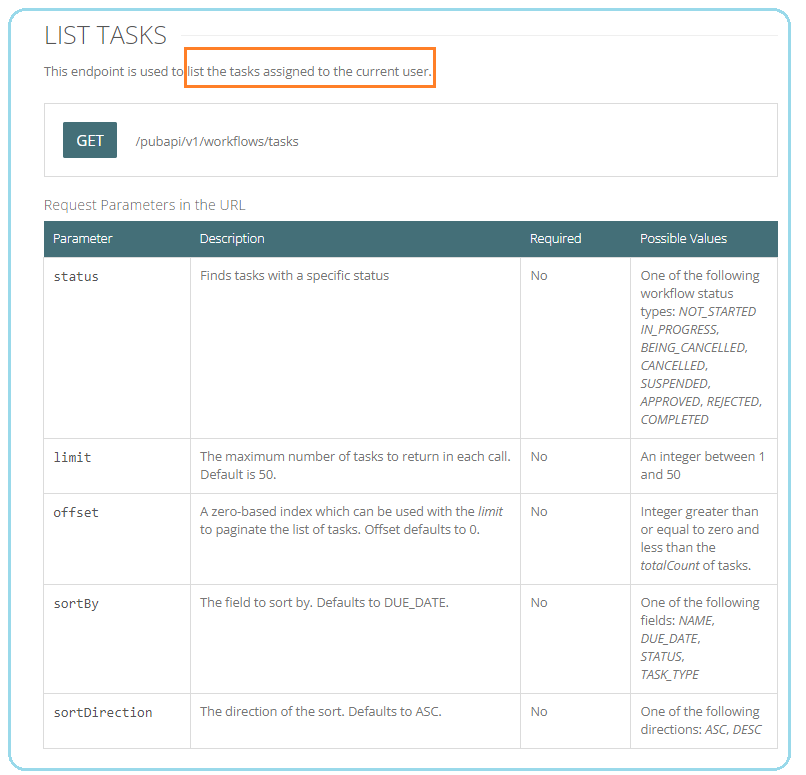 LIST TASKS
This endpoint is used to list the tasks assigned to the current user.
GET /pubapi/v1/workflows/tasks
Request Parameters in the URL
Parameter Description Required Possible Values
status Finds tasks with a specific status No One of the following
workflow status
types: NOT_STARTED
IN_PROGRESS,
BEING_CANCELLED,
CANCELLED,
SUSPENDED,
APPROVED, REJECTED,
COMPLETED
limit The maximum number of tasks to return in each call. No An integer between 1
Default is 50. and 50
offset A zero-based index which can be used with the limit No Integer greater than
to paginate the list of tasks. Offset defaults to 0. or equal to zero and
less than the
totalCount of tasks.
sortBy The field to sort by. Defaults to DUE_DATE. No One of the following
fields: NAME,
DUE_DATE,
STATUS,
TASK_TYPE
sortDirection The direction of the sort. Defaults to ASC. No One of the following
directions: ASC, DESC